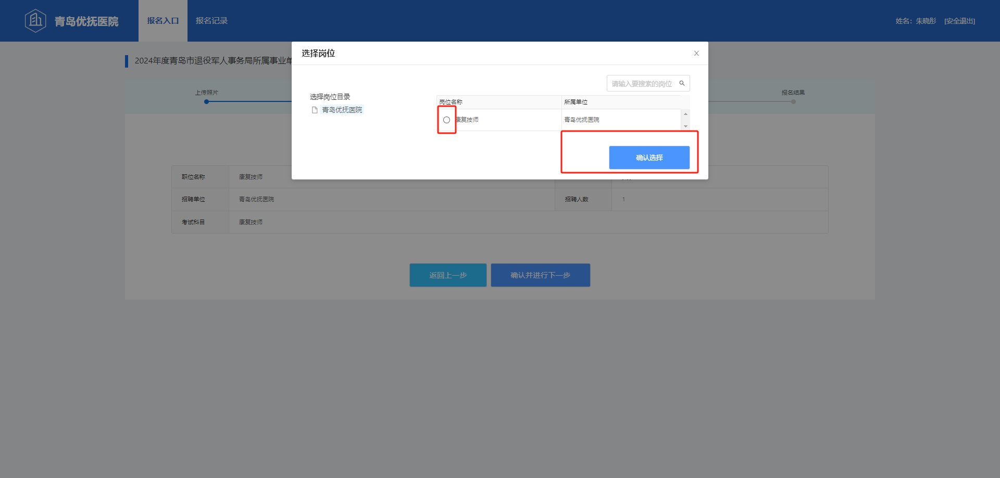 青岛优抚医院
报名入口
报名记录
姓名：朱晓彤
[安全退出]
2024年度青岛市退役军人事务局所属事业单
选择岗位
请输入要搜索的岗位
上传照片
报名结果
选择岗位目录
青岛优抚医院
岗位名称
所属单位
康复技师
青岛优抚医院
确认选择
职位名称
康复技师
招聘单位
青岛优抚医院
招聘人数
1
考试科目
康复技师
返回上一步
确认并进行下一步